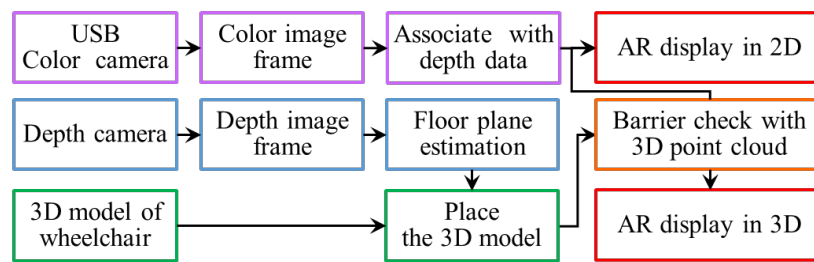 USB
Color camera
Color image
frame
Associate with
depth data
AR display in 2D
Depth camera
Depth image
frame
Floor plane
estimation
Barrier check with
3D point cloud
3D model of
wheelchair
Place
the 3D model
AR display in 3D